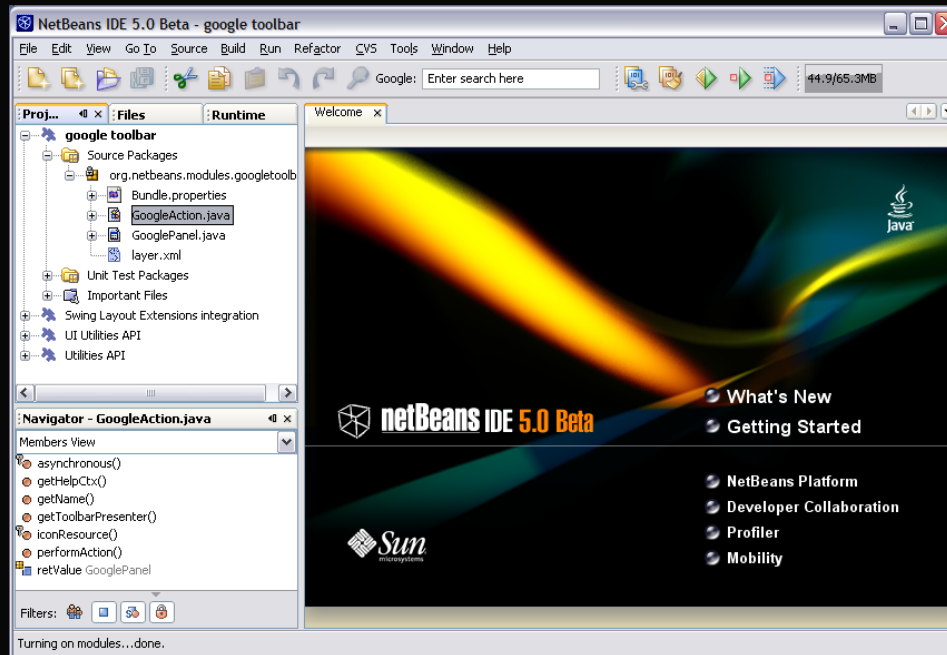 NetBeans IDE 5.0 Beta - google toolbar
File Edit View Go To Source Build Run Refactor CVS Tools Window Help
Google: Enter search here 44.9/65.3MB
Proj... Files Runtime
Welcome
google toolbar
Source Packages
org.netbeans.modules.googletoolb
Bundle.properties
GoogleAction.java
GooglePanel.java
layer.xml
Unit Test Packages
Important Files
Swing Layout Extensions integration
UI Utilities API
Utilities API
Navigator - GoogleAction.java
Members View
asynchronous()
getHelpCtx()
getName()
getToolbarPresenter()
iconResource()
performAction()
retValue GooglePanel
Filters:
Java
netBeans IDE 5.0 Beta
What's New
Getting Started
NetBeans Platform
Developer Collaboration
Profiler
Mobility
Sun
microsystems
Turning on modules...done.